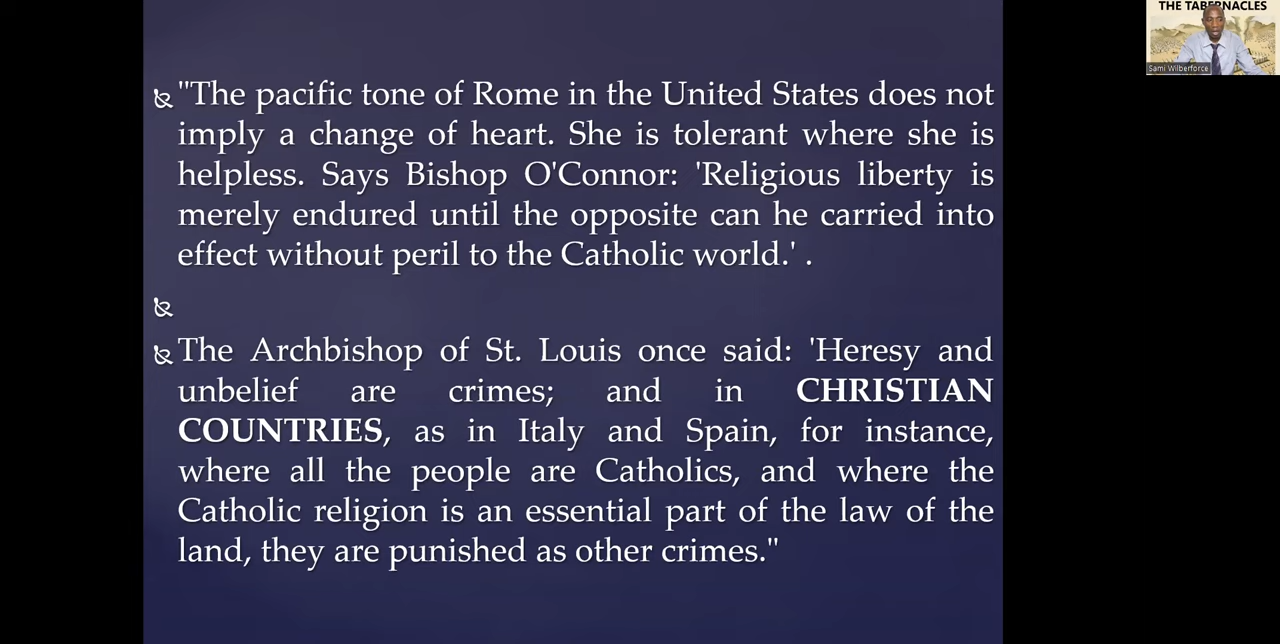 THE TABERNACLES
Sami Wilberforce
"The pacific tone of Rome in the United States does not
imply a change of heart. She is tolerant where she is
helpless. Says Bishop O'Connor: 'Religious liberty is
merely endured until the opposite can he carried into
effect without peril to the Catholic world.' .
The Archbishop of St. Louis once said: 'Heresy and
unbelief are crimes; and in CHRISTIAN
COUNTRIES, as in Italy and Spain, for instance,
where all the people are Catholics, and where the
Catholic religion is an essential part of the law of the
land, they are punished as other crimes."